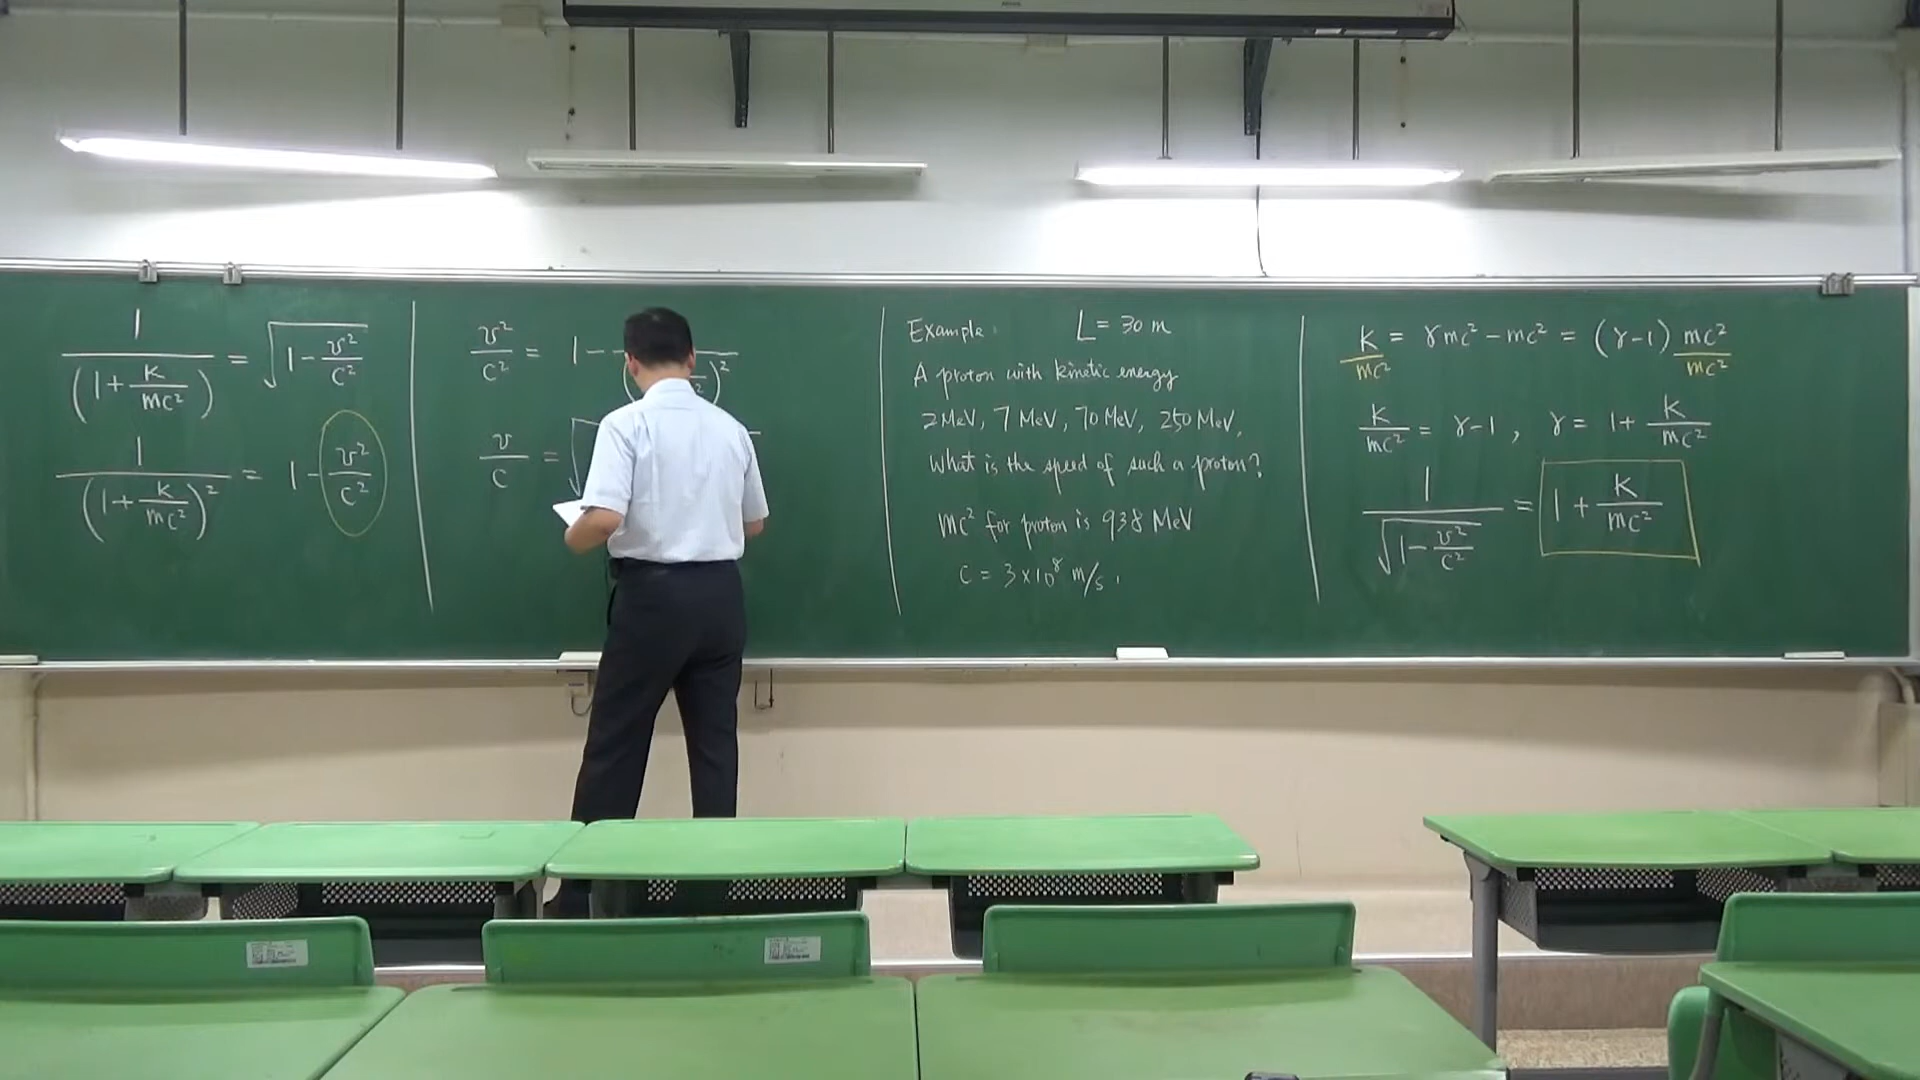 1/(1+K/mc²) = √(1-v²/c²)
1/(1+K/mc²)² = 1-v²/c²
v²/c² = 1-
v/c =
Example: L = 30 m
A proton with kinetic energy
2 MeV, 7 MeV, 70 MeV, 250 MeV.
What is the speed of such a proton?
mc² for proton is 938 MeV
c = 3×10⁸ m/s.
K/mc² = γmc²-mc² = (γ-1) mc²/mc²
K/mc² = γ-1, γ = 1+K/mc²
1/√(1-v²/c²) = 1+K/mc²